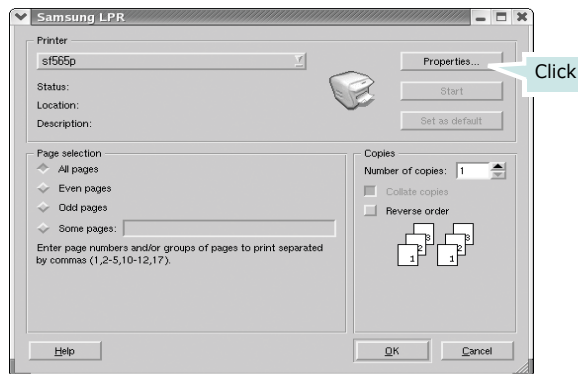 Samsung LPR
Printer
sf565p
Properties...
Click
Status:
Start
Location:
Description:
Set as default
Page selection
All pages
Even pages
Odd pages
Some pages:
Enter page numbers and/or groups of pages to print separated
by commas (1,2-5,10-12,17).
Copies
Number of copies: 1
Collate copies
Reverse order
3 3
2 2
1 1
Help
OK
Cancel